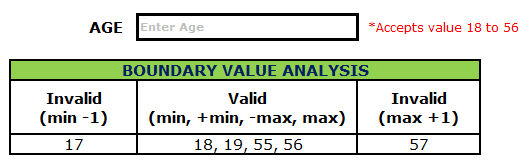 AGE Enter Age *Accepts value 18 to 56
BOUNDARY VALUE ANALYSIS
Invalid Valid Invalid
(min -1) (min, +min, -max, max) (max +1)
17 18, 19, 55, 56 57